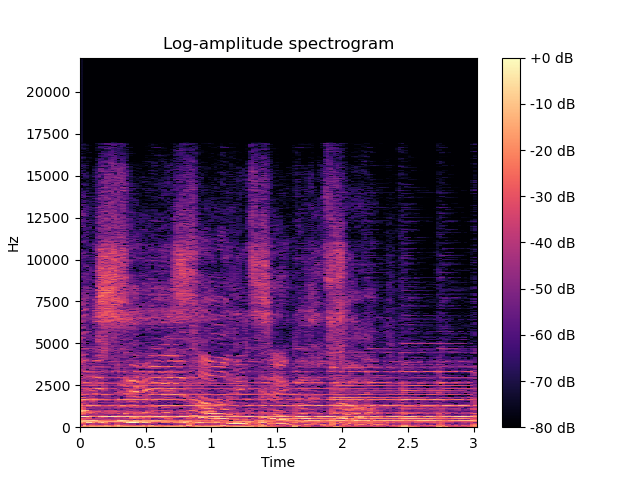 Log-amplitude spectrogram
Hz
20000
17500
15000
12500
10000
7500
5000
2500
0
0 0.5 1 1.5 2 2.5 3
Time
+0 dB
-10 dB
-20 dB
-30 dB
-40 dB
-50 dB
-60 dB
-70 dB
-80 dB